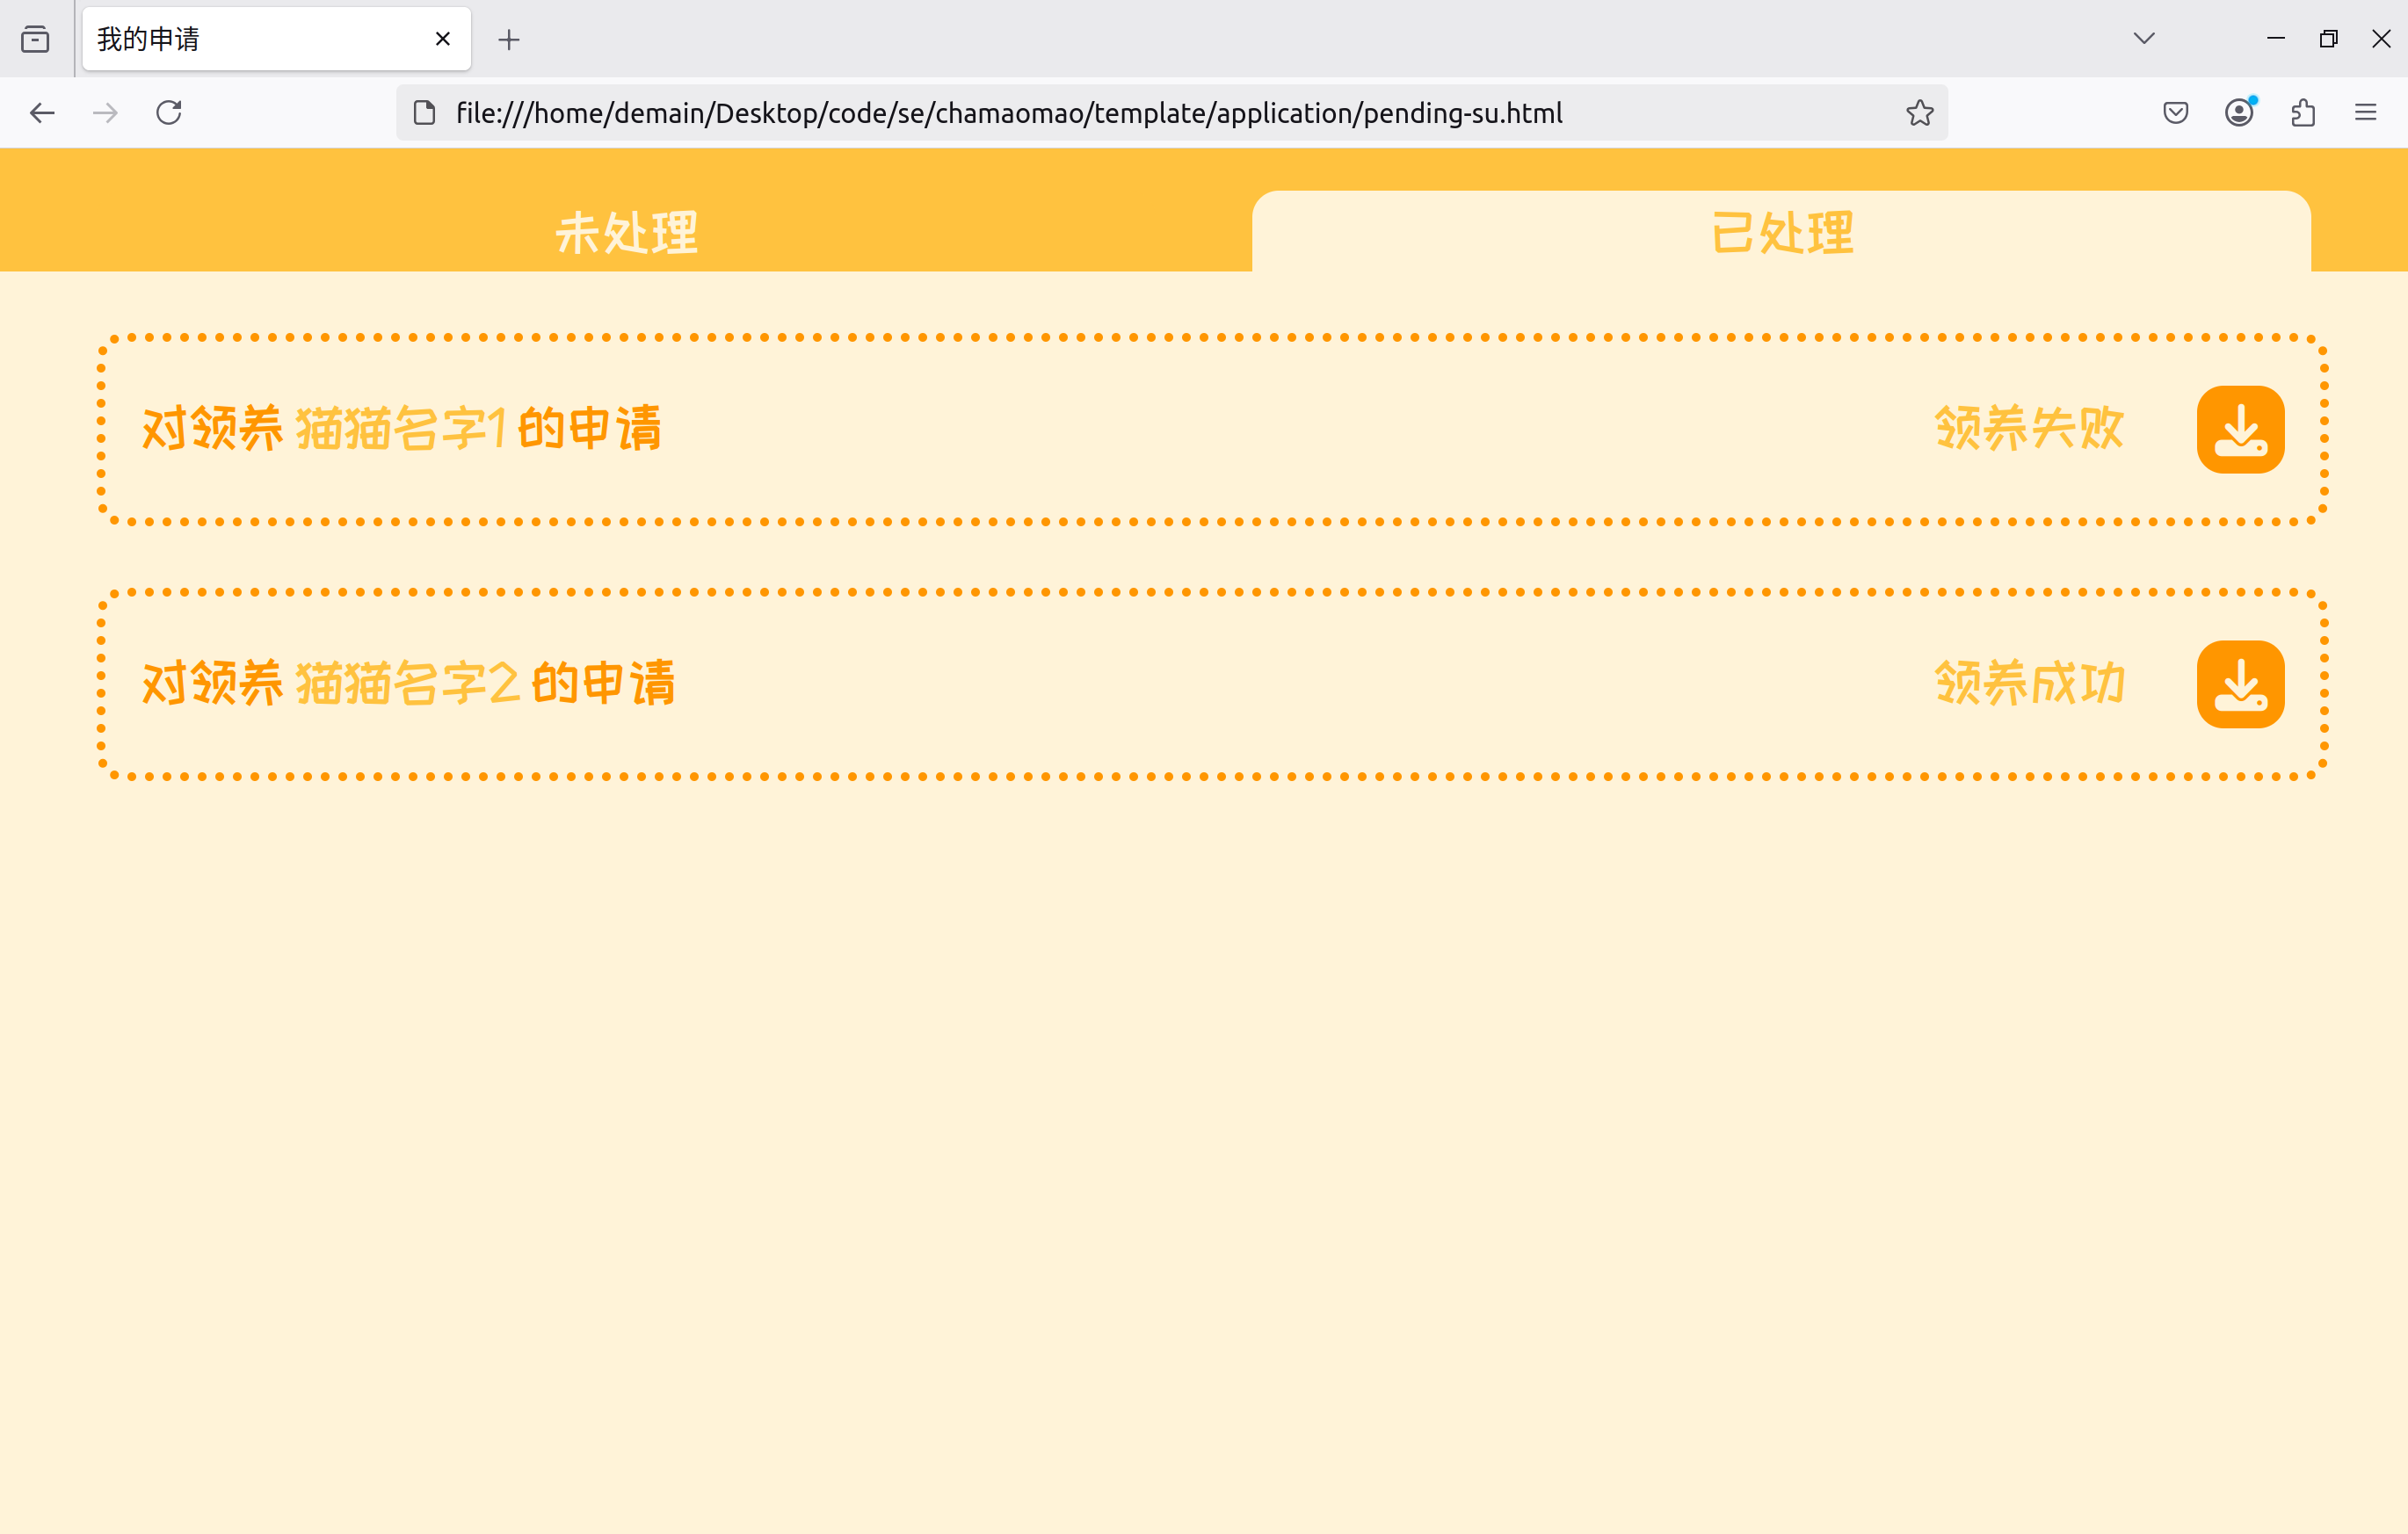 我的申请
file:///home/demain/Desktop/code/se/chamaomao/template/application/pending-su.html
未处理 已处理
对领养 猫猫名字1 的申请 领养失败
对领养 猫猫名字2 的申请 领养成功